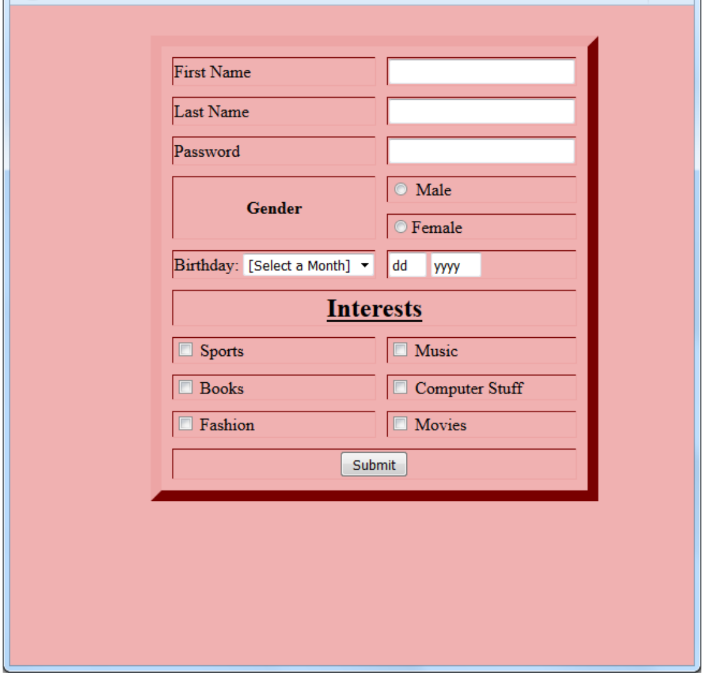 First Name
Last Name
Password
Gender
Male
Female
Birthday: [Select a Month] dd yyyy
Interests
Sports Music
Books Computer Stuff
Fashion Movies
Submit